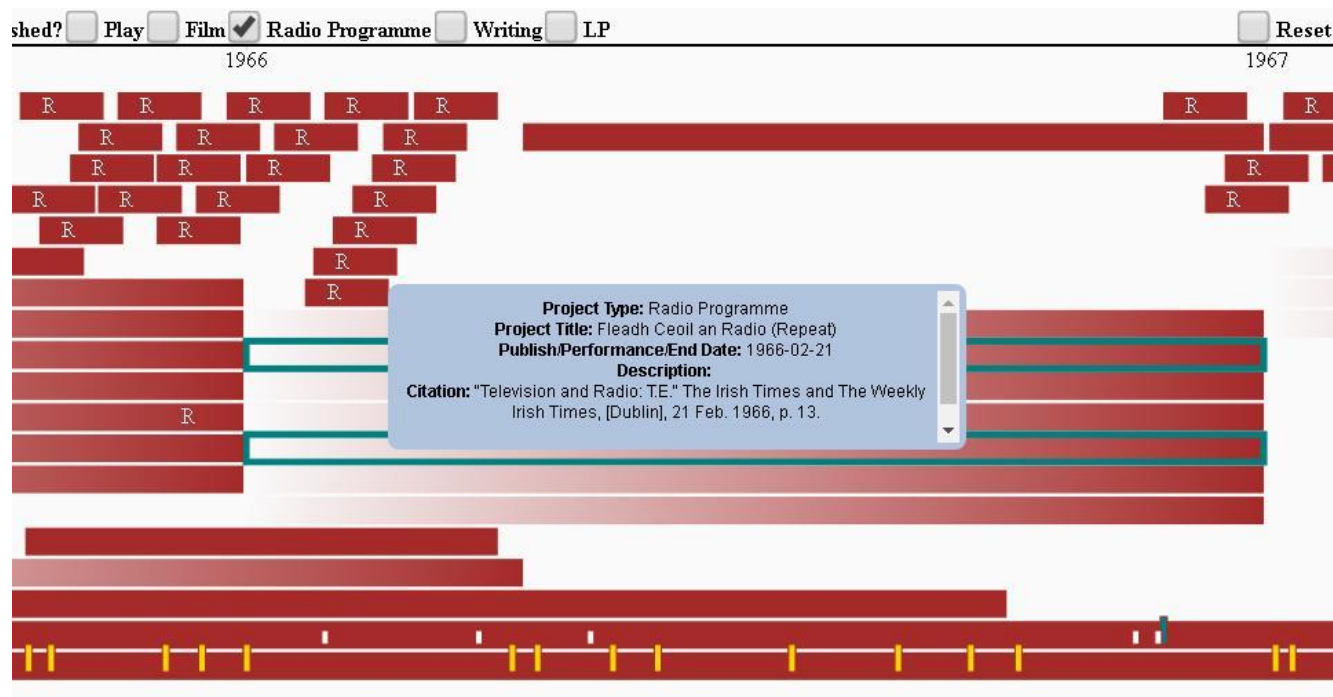 shed? Play Film Radio Programme Writing LP Reset
1966 1967
R R R R R R R
R R R R
R R R R R
R R R R R
R R R
R
R
Project Type: Radio Programme
Project Title: Fleadh Ceoil an Radio (Repeat)
Publish/Performance/End Date: 1966-02-21
Description:
Citation: "Television and Radio: T.E." The Irish Times and The Weekly
Irish Times, [Dublin], 21 Feb. 1966, p. 13.
R